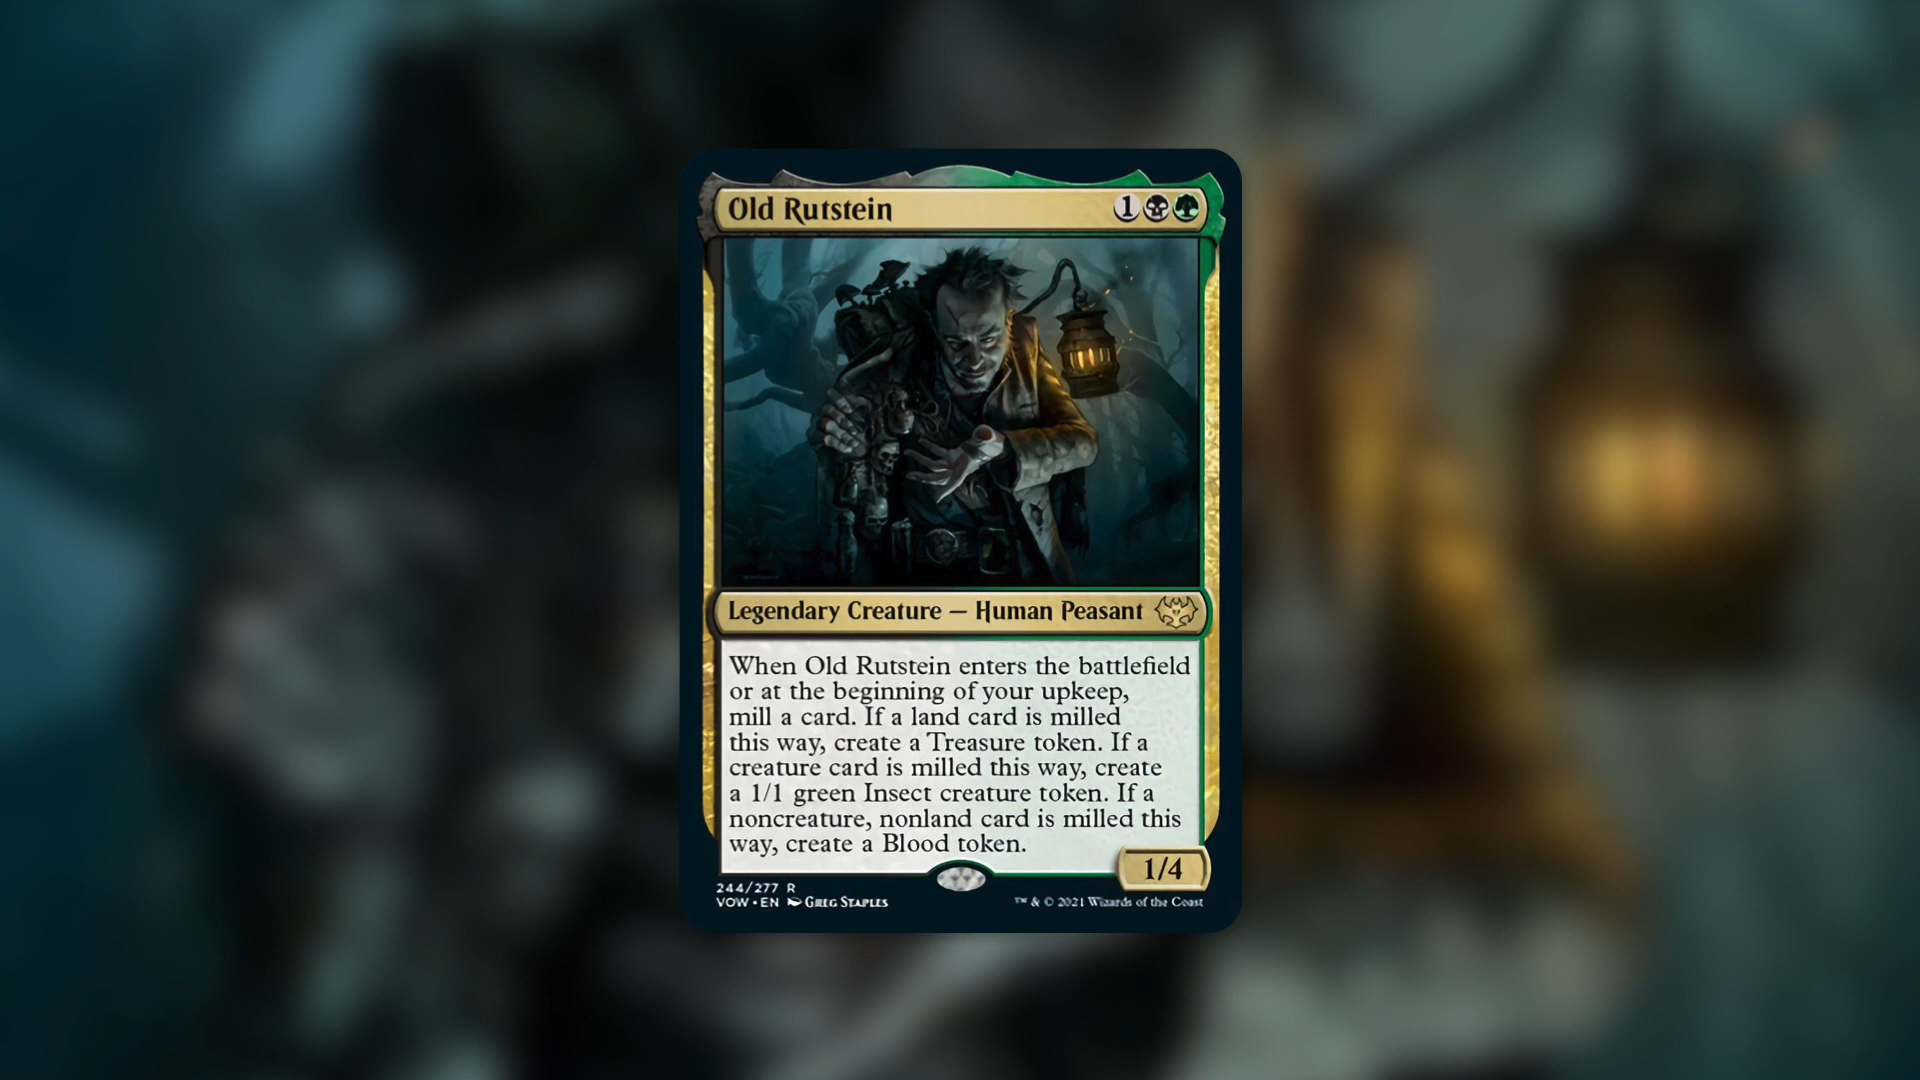 Old Rutstein 1
Legendary Creature — Human Peasant
When Old Rutstein enters the battlefield
or at the beginning of your upkeep,
mill a card. If a land card is milled
this way, create a Treasure token. If a
creature card is milled this way, create
a 1/1 green Insect creature token. If a
noncreature, nonland card is milled this
way, create a Blood token.
1/4
244/277 R
VOW • EN Greg Staples
™ & © 2021 Wizards of the Coast